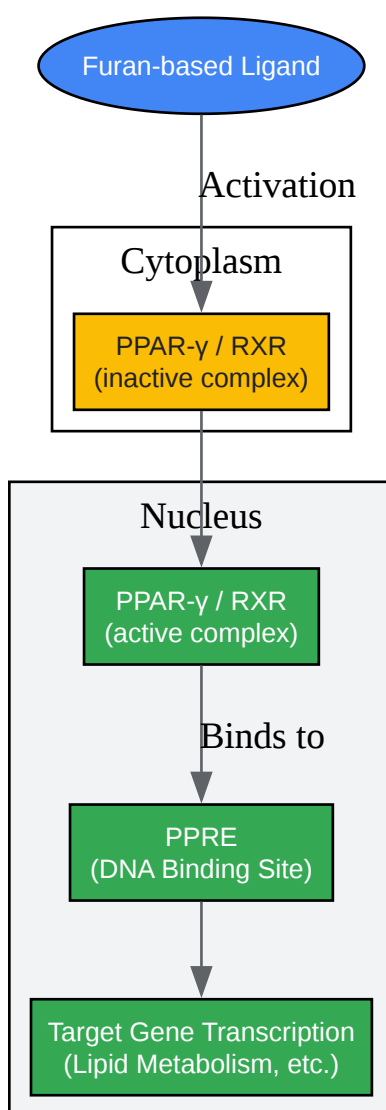 Furan-based Ligand
Activation
Cytoplasm
PPAR-γ / RXR
(inactive complex)
Nucleus
PPAR-γ / RXR
(active complex)
Binds to
PPRE
(DNA Binding Site)
Target Gene Transcription
(Lipid Metabolism, etc.)